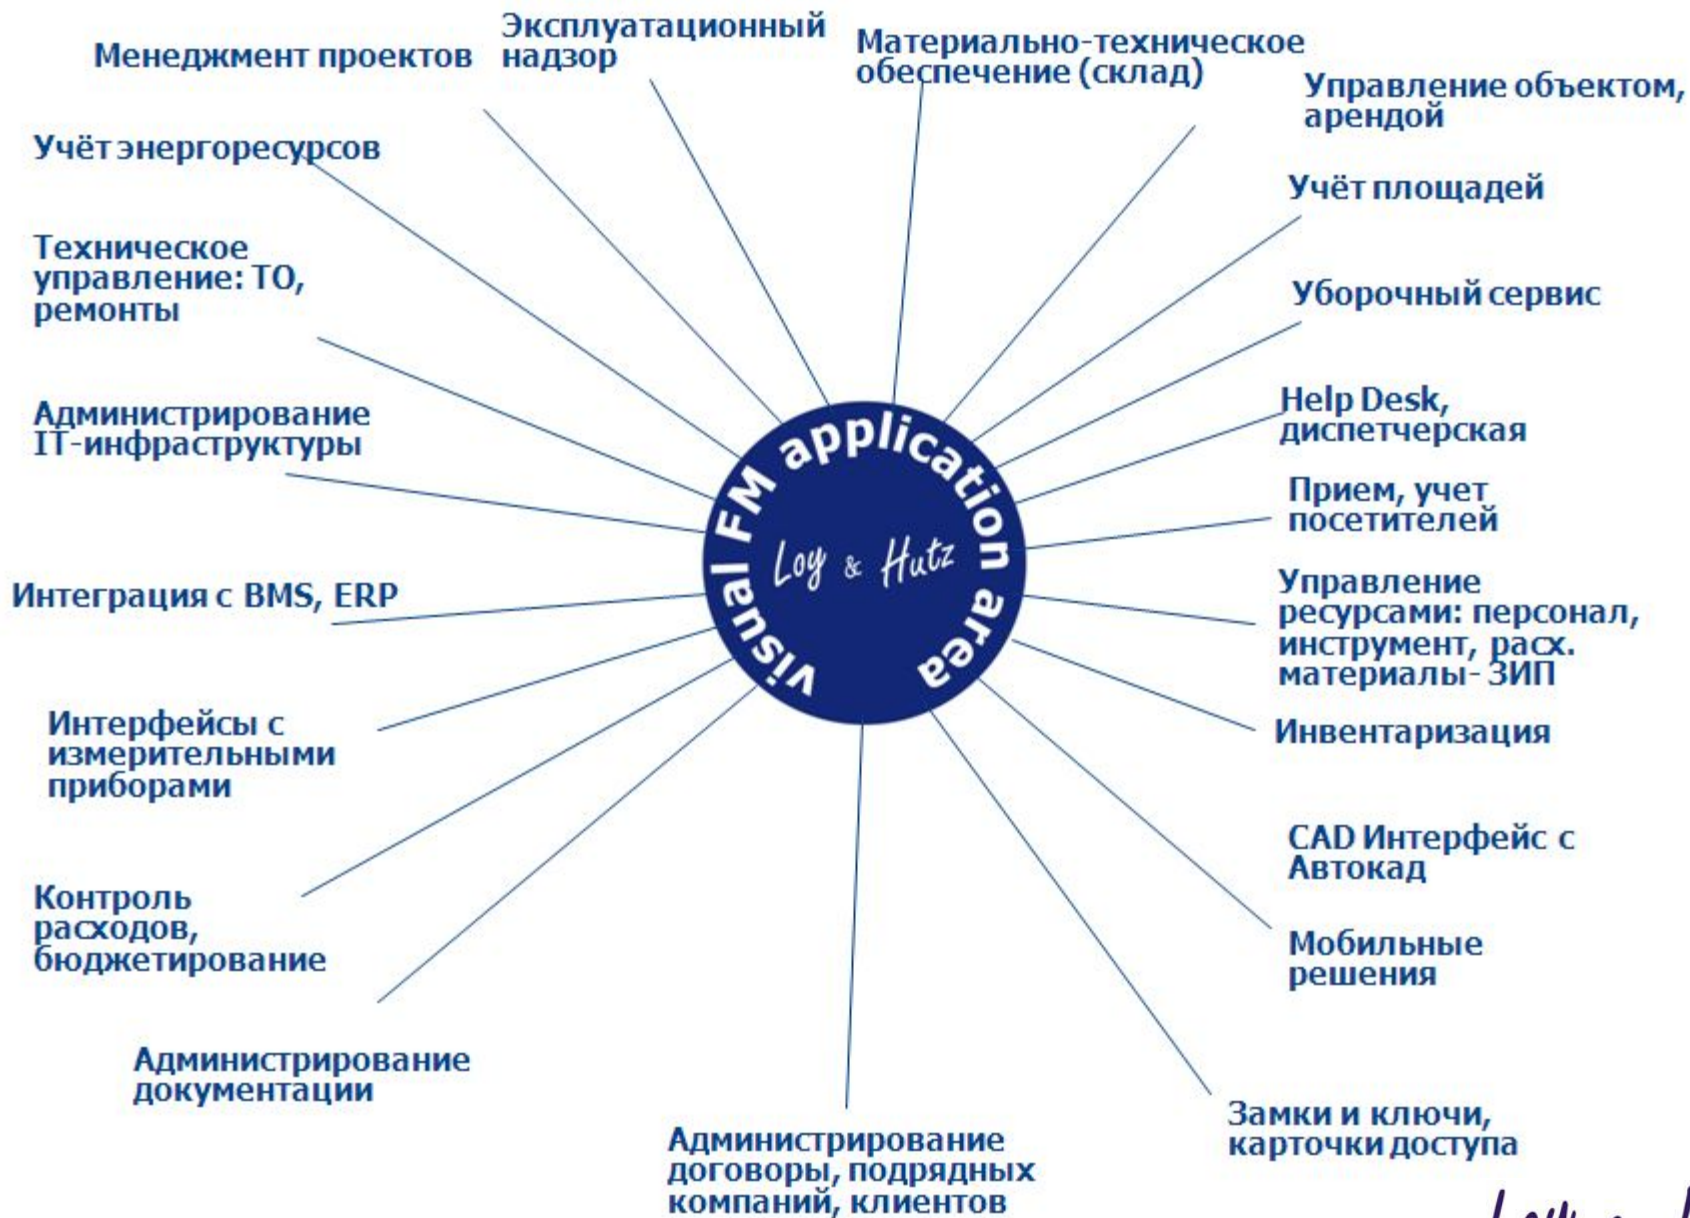 Менеджмент проектов
Эксплуатационный
надзор
Материально-техническое
обеспечение (склад)
Управление объектом,
арендой
Учёт энергоресурсов
Учёт площадей
Техническое
управление: ТО,
ремонты
Уборочный сервис
Администрирование
IT-инфраструктуры
Help Desk,
диспетчерская
visual FM application area
Loy & Hutz
Прием, учет
посетителей
Интеграция с BMS, ERP
Управление
ресурсами: персонал,
инструмент, расх.
материалы- ЗИП
Интерфейсы с
измерительными
приборами
Инвентаризация
CAD Интерфейс с
Автокад
Контроль
расходов,
бюджетирование
Мобильные
решения
Администрирование
документации
Замки и ключи,
карточки доступа
Администрирование
договоры, подрядных
компаний, клиентов